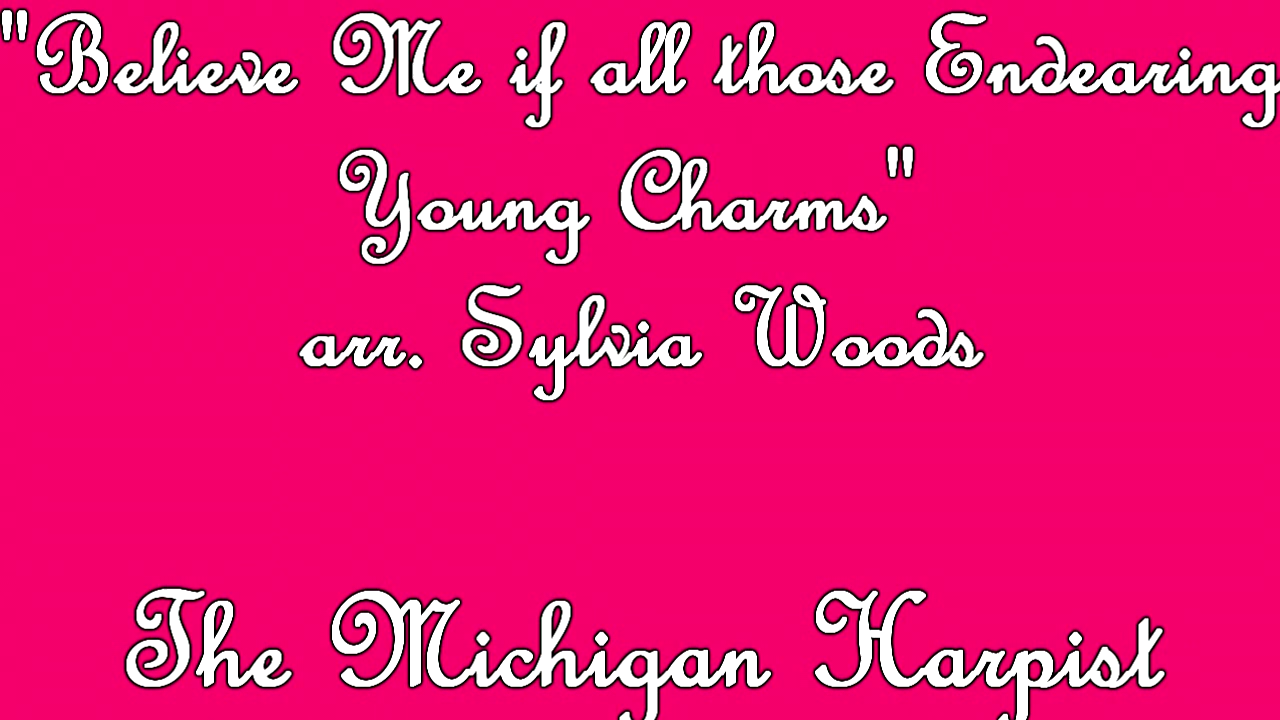 "Believe Me if all those Endearing
Young Charms"
arr. Sylvia Woods
The Michigan Harpist